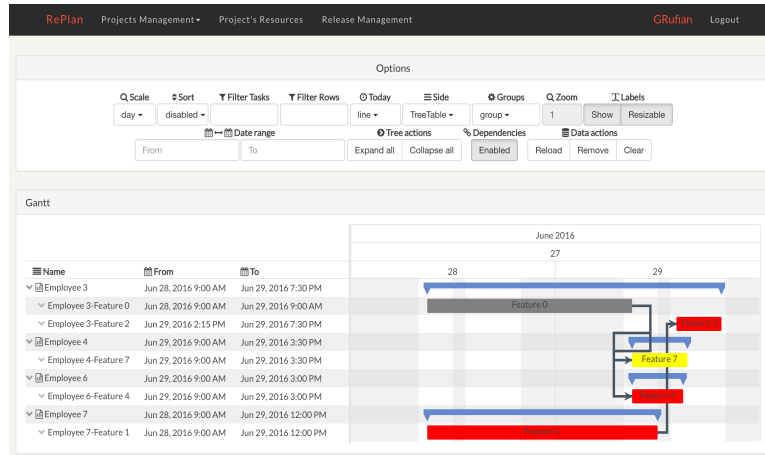 RePlan Projects Management Project's Resources Release Management GRufian Logout
Options
Scale Sort Filter Tasks Filter Rows Today Side Groups Zoom Labels
day disabled line TreeTable group 1 Show Resizable
Date range Tree actions Dependencies Data actions
From To Expand all Collapse all Enabled Reload Remove Clear
Gantt
June 2016
27
Name From To 28 29
Employee 3 Jun 28, 2016 9:00 AM Jun 29, 2016 7:30 PM
Employee 3-Feature 0 Jun 28, 2016 9:00 AM Jun 29, 2016 9:00 AM Feature 0
Employee 3-Feature 2 Jun 29, 2016 2:15 PM Jun 29, 2016 7:30 PM
Employee 4 Jun 29, 2016 9:00 AM Jun 29, 2016 3:30 PM
Employee 4-Feature 7 Jun 29, 2016 9:00 AM Jun 29, 2016 3:30 PM Feature 7
Employee 6 Jun 29, 2016 9:00 AM Jun 29, 2016 3:00 PM
Employee 6-Feature 4 Jun 29, 2016 9:00 AM Jun 29, 2016 3:00 PM
Employee 7 Jun 28, 2016 9:00 AM Jun 29, 2016 12:00 PM
Employee 7-Feature 1 Jun 28, 2016 9:00 AM Jun 29, 2016 12:00 PM Feature 1